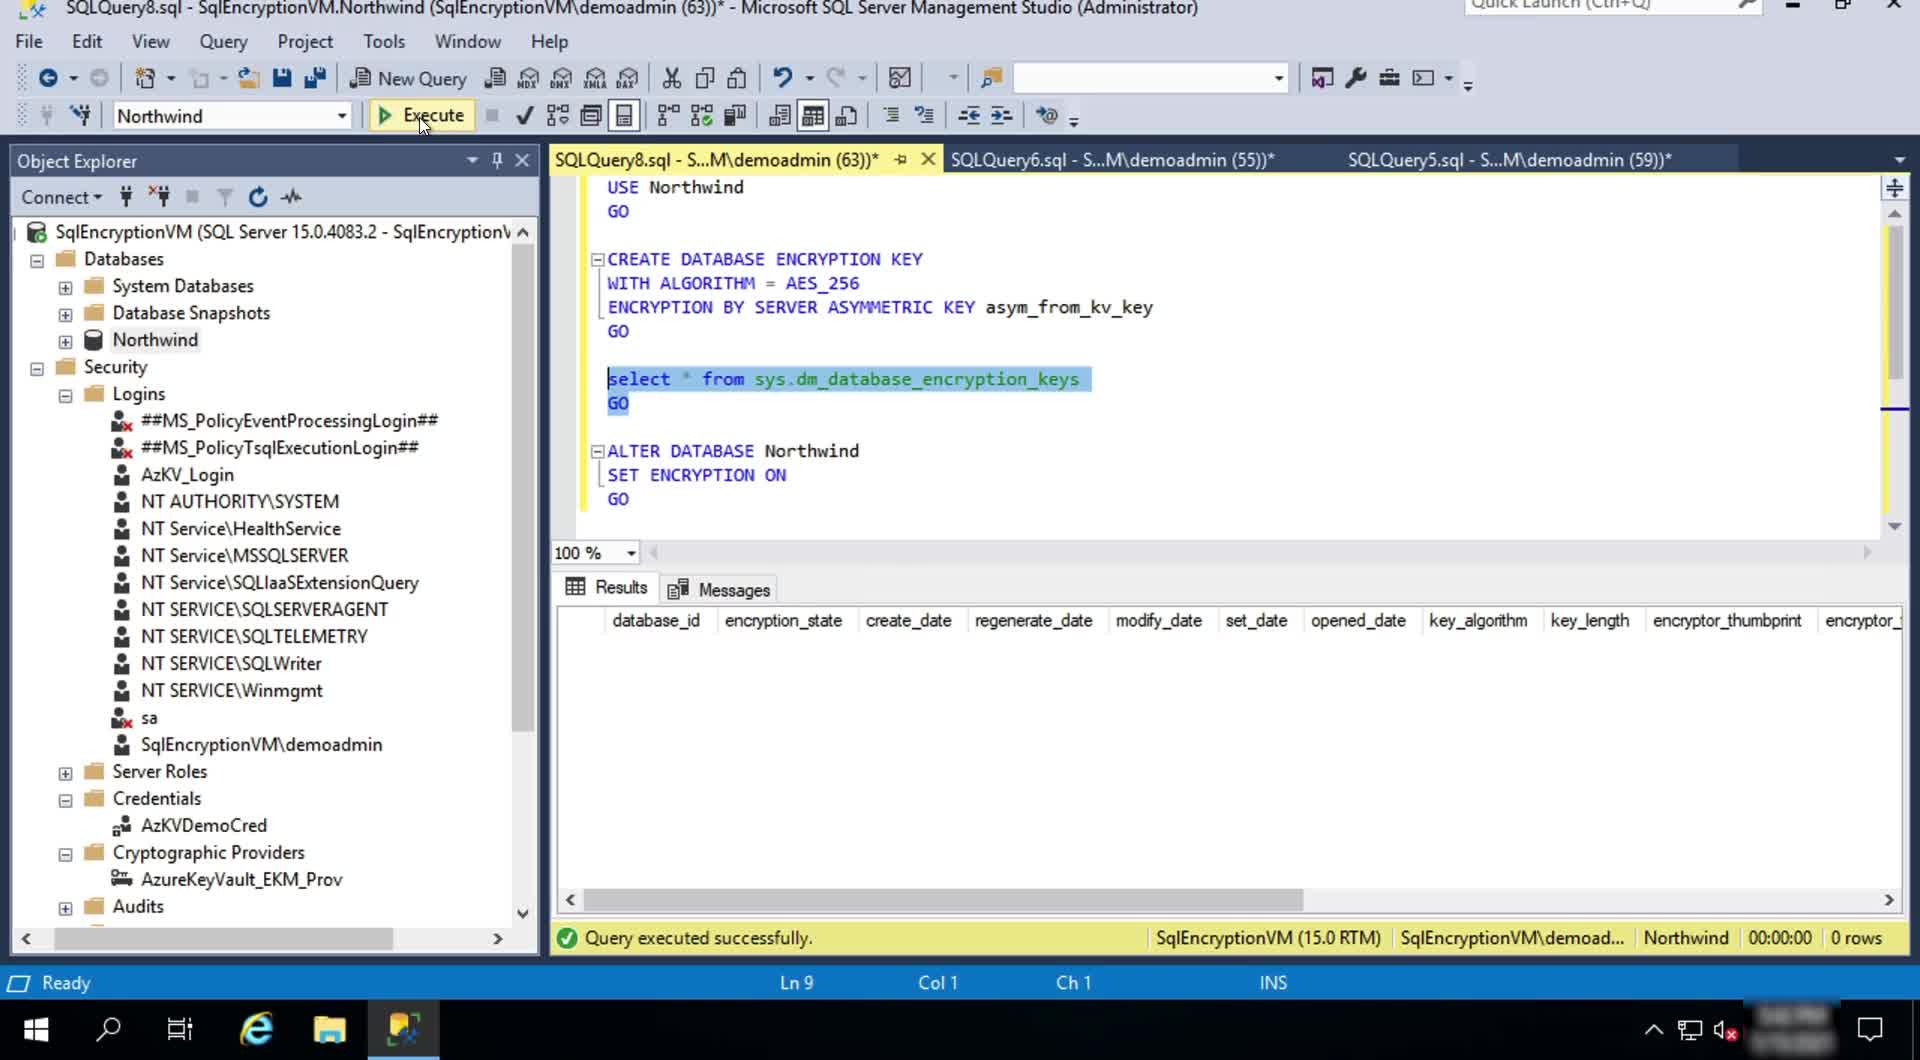 SQLQuery8.sql - SqlEncryptionVM.Northwind (SqlEncryptionVM\demoadmin (63))* - Microsoft SQL Server Management Studio (Administrator)
Quick Launch (Ctrl+Q)
File Edit View Query Project Tools Window Help
New Query MDX DMX XMLA DAX
Northwind Execute
Object Explorer
Connect
SqlEncryptionVM (SQL Server 15.0.4083.2 - SqlEncryptionV
Databases
System Databases
Database Snapshots
Northwind
Security
Logins
##MS_PolicyEventProcessingLogin##
##MS_PolicyTsqlExecutionLogin##
AzKV_Login
NT AUTHORITY\SYSTEM
NT Service\HealthService
NT Service\MSSQLSERVER
NT Service\SQLIaaSExtensionQuery
NT SERVICE\SQLSERVERAGENT
NT SERVICE\SQLTELEMETRY
NT SERVICE\SQLWriter
NT SERVICE\Winmgmt
sa
SqlEncryptionVM\demoadmin
Server Roles
Credentials
AzKVDemoCred
Cryptographic Providers
AzureKeyVault_EKM_Prov
Audits
SQLQuery8.sql - S...M\demoadmin (63))* SQLQuery6.sql - S...M\demoadmin (55))* SQLQuery5.sql - S...M\demoadmin (59))*
USE Northwind
GO
CREATE DATABASE ENCRYPTION KEY
WITH ALGORITHM = AES_256
ENCRYPTION BY SERVER ASYMMETRIC KEY asym_from_kv_key
GO
select * from sys.dm_database_encryption_keys
GO
ALTER DATABASE Northwind
SET ENCRYPTION ON
GO
100 %
Results Messages
database_id encryption_state create_date regenerate_date modify_date set_date opened_date key_algorithm key_length encryptor_thumbprint encryptor_
Query executed successfully. SqlEncryptionVM (15.0 RTM) SqlEncryptionVM\demoad... Northwind 00:00:00 0 rows
Ready Ln 9 Col 1 Ch 1 INS